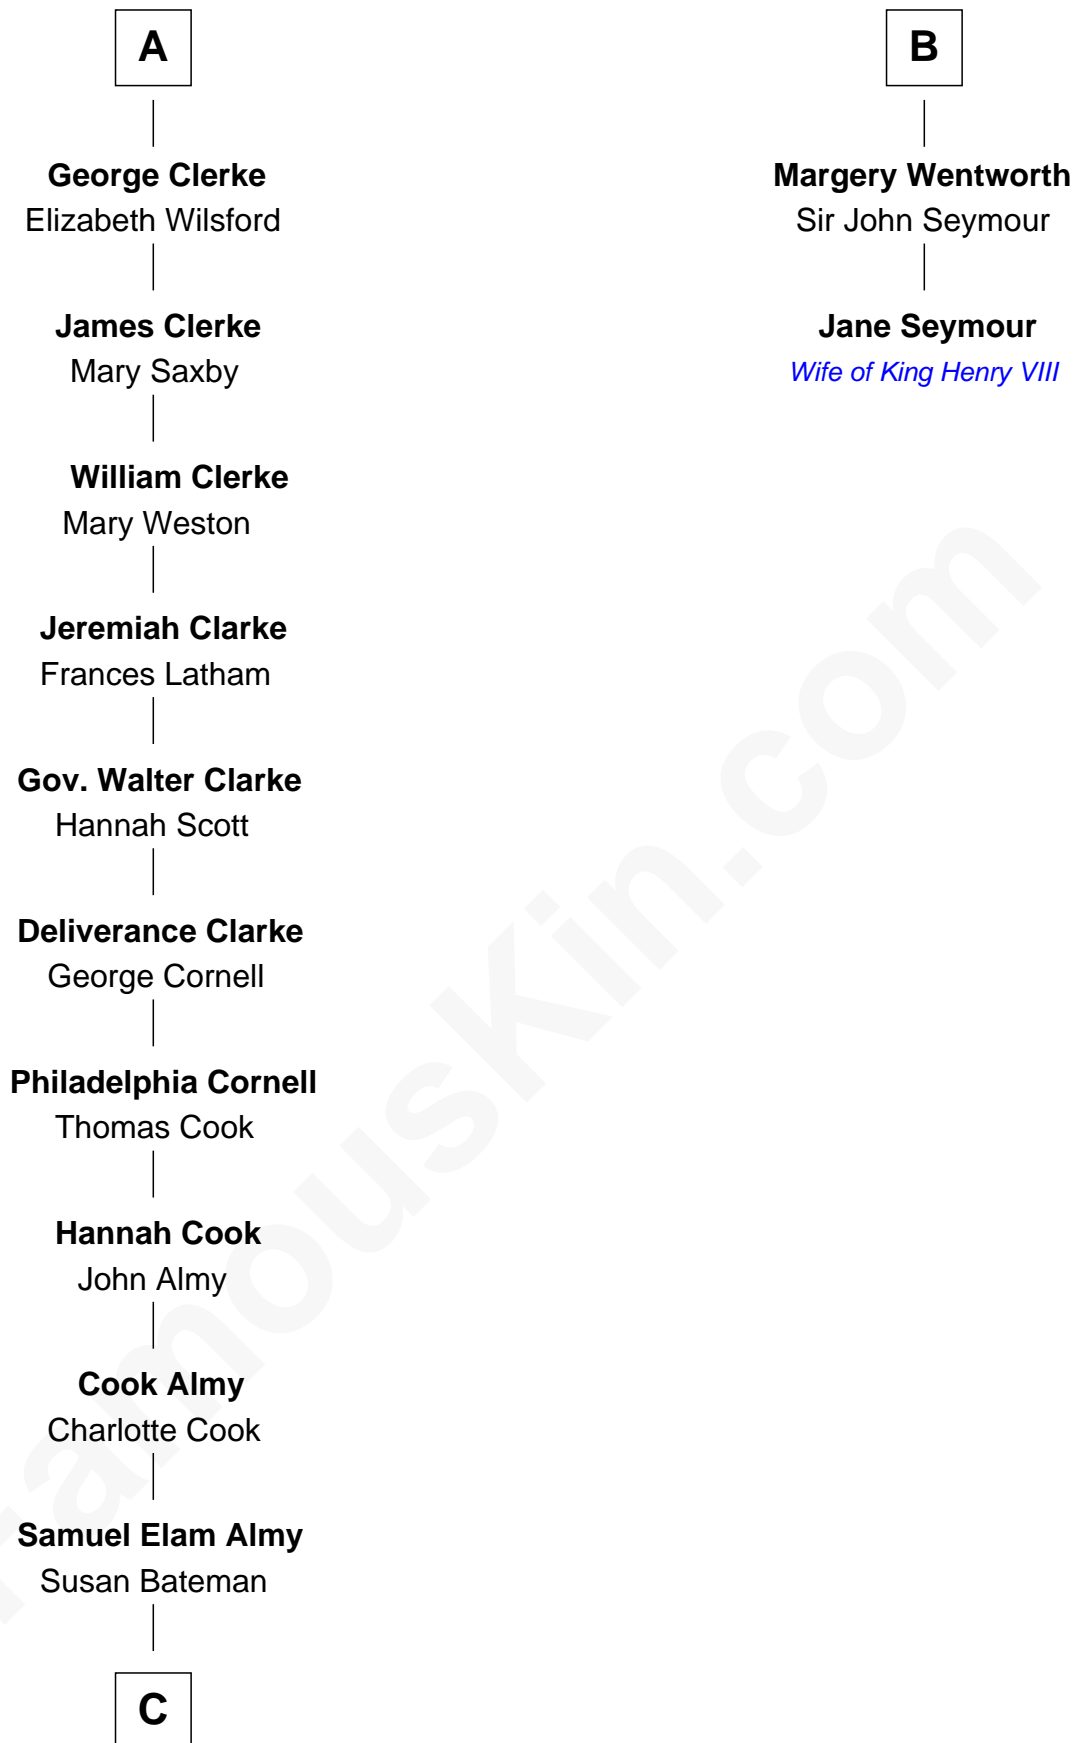 A
George Clerke
Elizabeth Wilsford
James Clerke
Mary Saxby
William Clerke
Mary Weston
Jeremiah Clarke
Frances Latham
Gov. Walter Clarke
Hannah Scott
Deliverance Clarke
George Cornell
Philadelphia Cornell
Thomas Cook
Hannah Cook
John Almy
Cook Almy
Charlotte Cook
Samuel Elam Almy
Susan Bateman
C
B
Margery Wentworth
Sir John Seymour
Jane Seymour
Wife of King Henry VIII
FamousKin.com